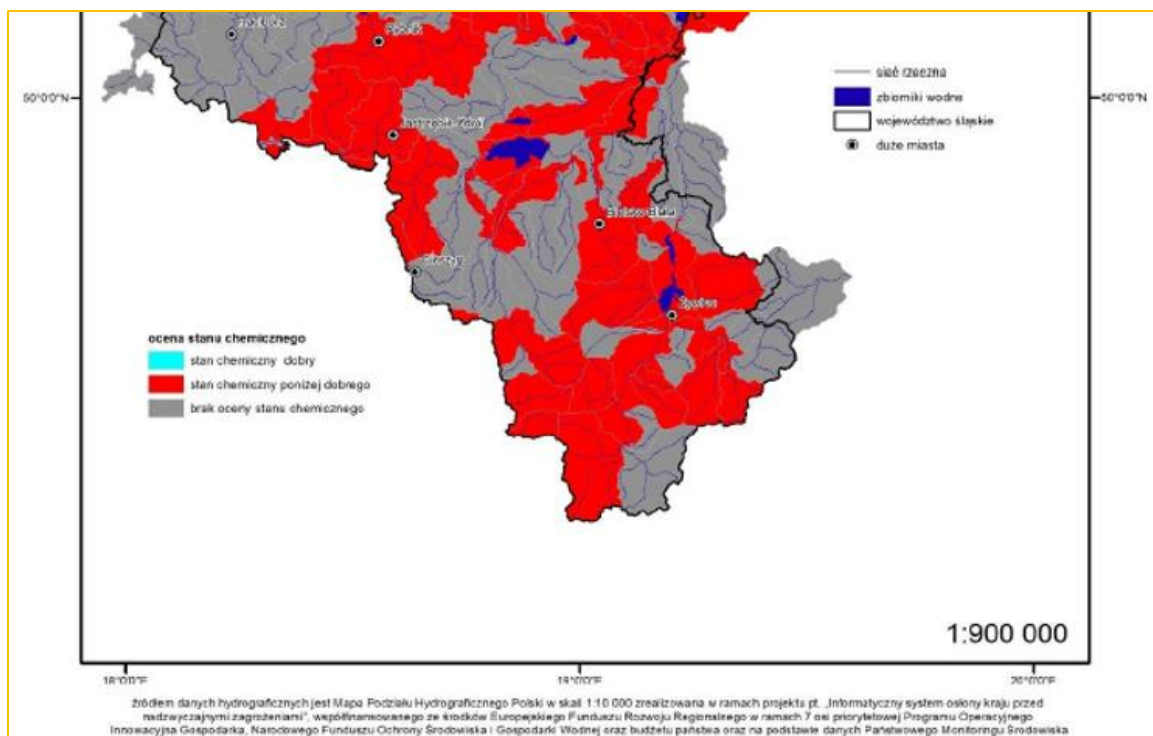 Racibórz
Rybnik
50°0'0"N
sieć rzeczna
50°0'0"N
zbiorniki wodne
województwo śląskie
duże miasta
Jastrzębie-Zdrój
Bielsko-Biała
Cieszyn
Żywiec
ocena stanu chemicznego
stan chemiczny dobry
stan chemiczny poniżej dobrego
brak oceny stanu chemicznego
1:900 000
18°0'0"E
19°0'0"E
20°0'0"E
źródłem danych hydrograficznych jest Mapa Podziału Hydrograficznego Polski w skali 1:10 000 zrealizowana w ramach projektu pt. „Informatyczny system osłony kraju przed
nadzwyczajnymi zagrożeniami”, współfinansowanego ze środków Europejskiego Funduszu Rozwoju Regionalnego w ramach 7 osi priorytetowej Programu Operacyjnego
Innowacyjna Gospodarka, Narodowego Funduszu Ochrony Środowiska i Gospodarki Wodnej oraz budżetu państwa oraz na podstawie danych Państwowego Monitoringu Środowiska